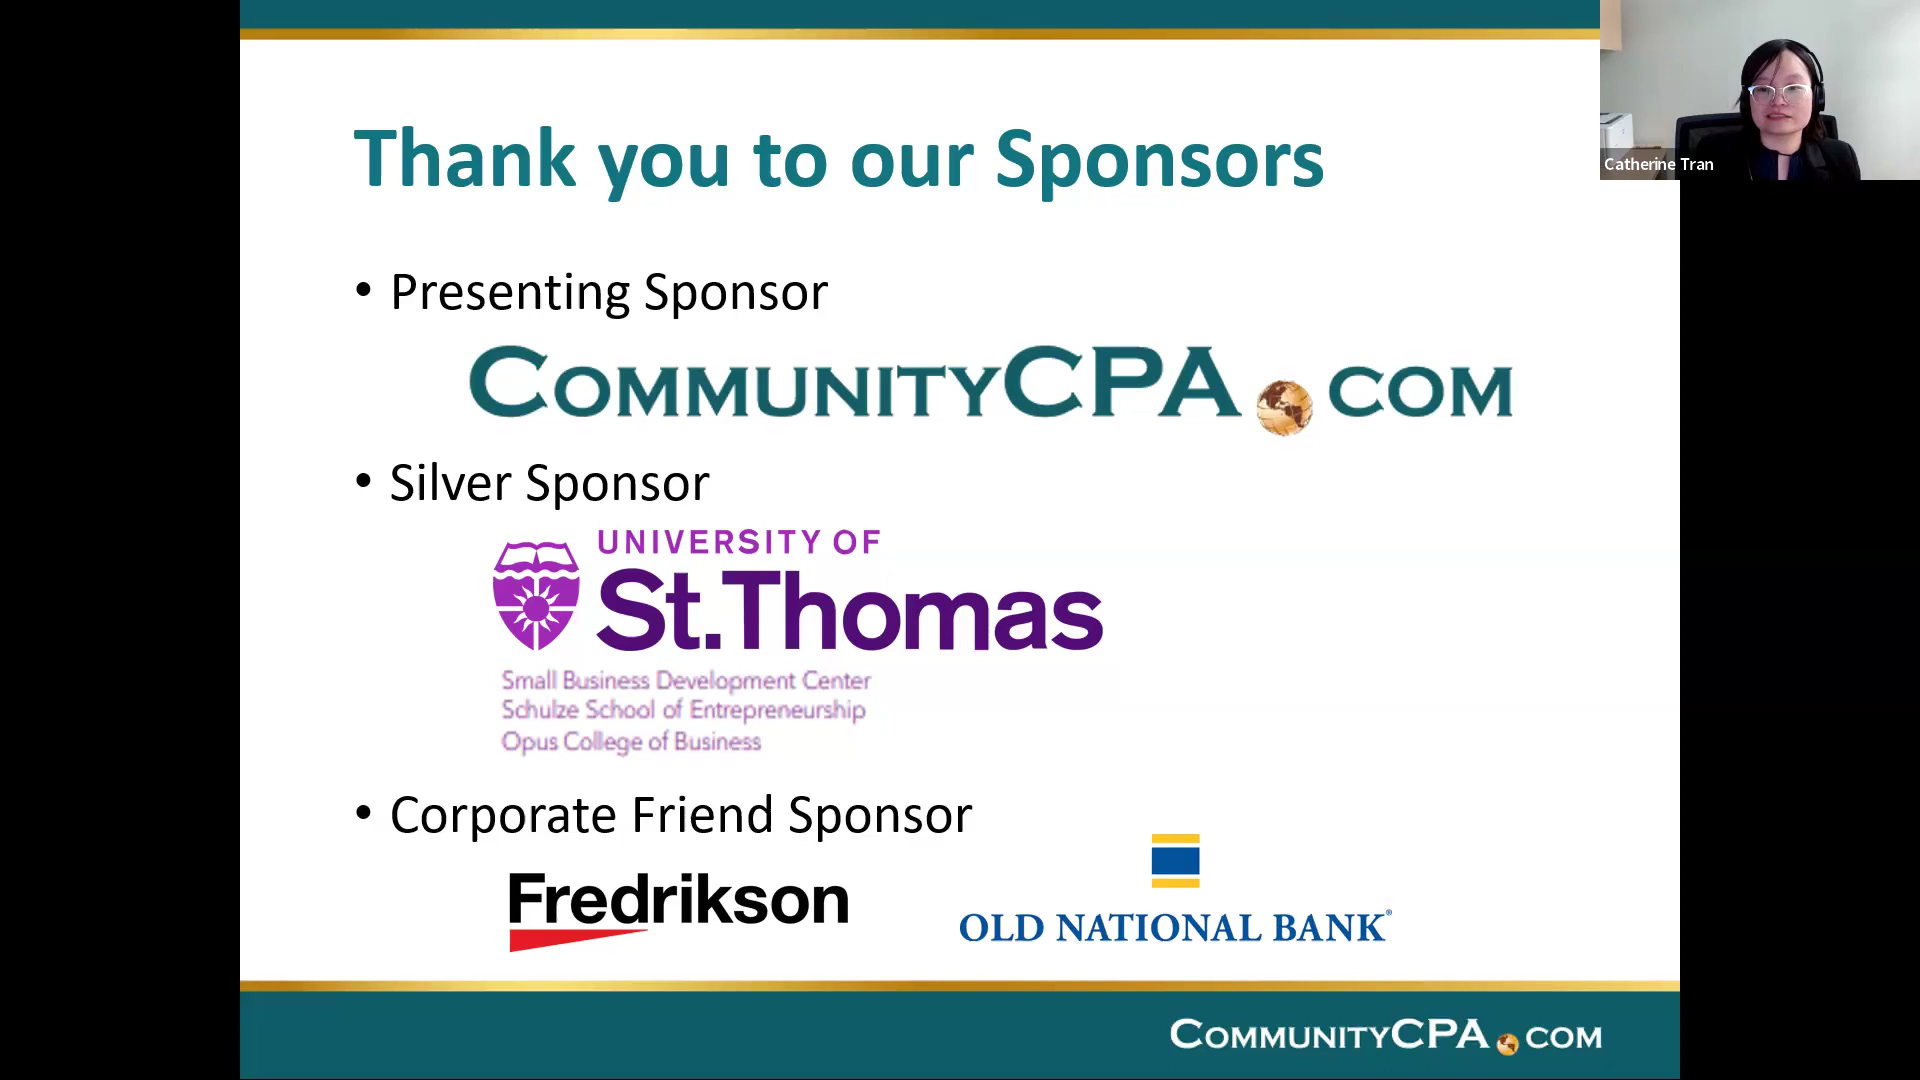 Thank you to our Sponsors
Catherine Tran
• Presenting Sponsor
COMMUNITYCPA.COM
• Silver Sponsor
UNIVERSITY OF
St.Thomas
Small Business Development Center
Schulze School of Entrepreneurship
Opus College of Business
• Corporate Friend Sponsor
Fredrikson
OLD NATIONAL BANK®
COMMUNITYCPA.COM